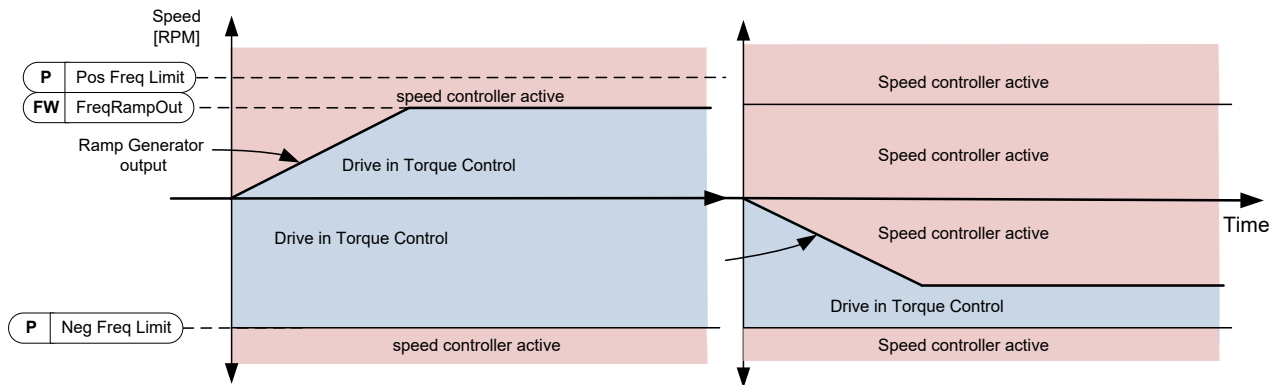 Speed
[RPM]
P Pos Freq Limit
FW FreqRampOut
speed controller active
Ramp Generator
output
Drive in Torque Control
Drive in Torque Control
P Neg Freq Limit
speed controller active
Speed controller active
Speed controller active
Speed controller active
Time
Drive in Torque Control
Speed controller active